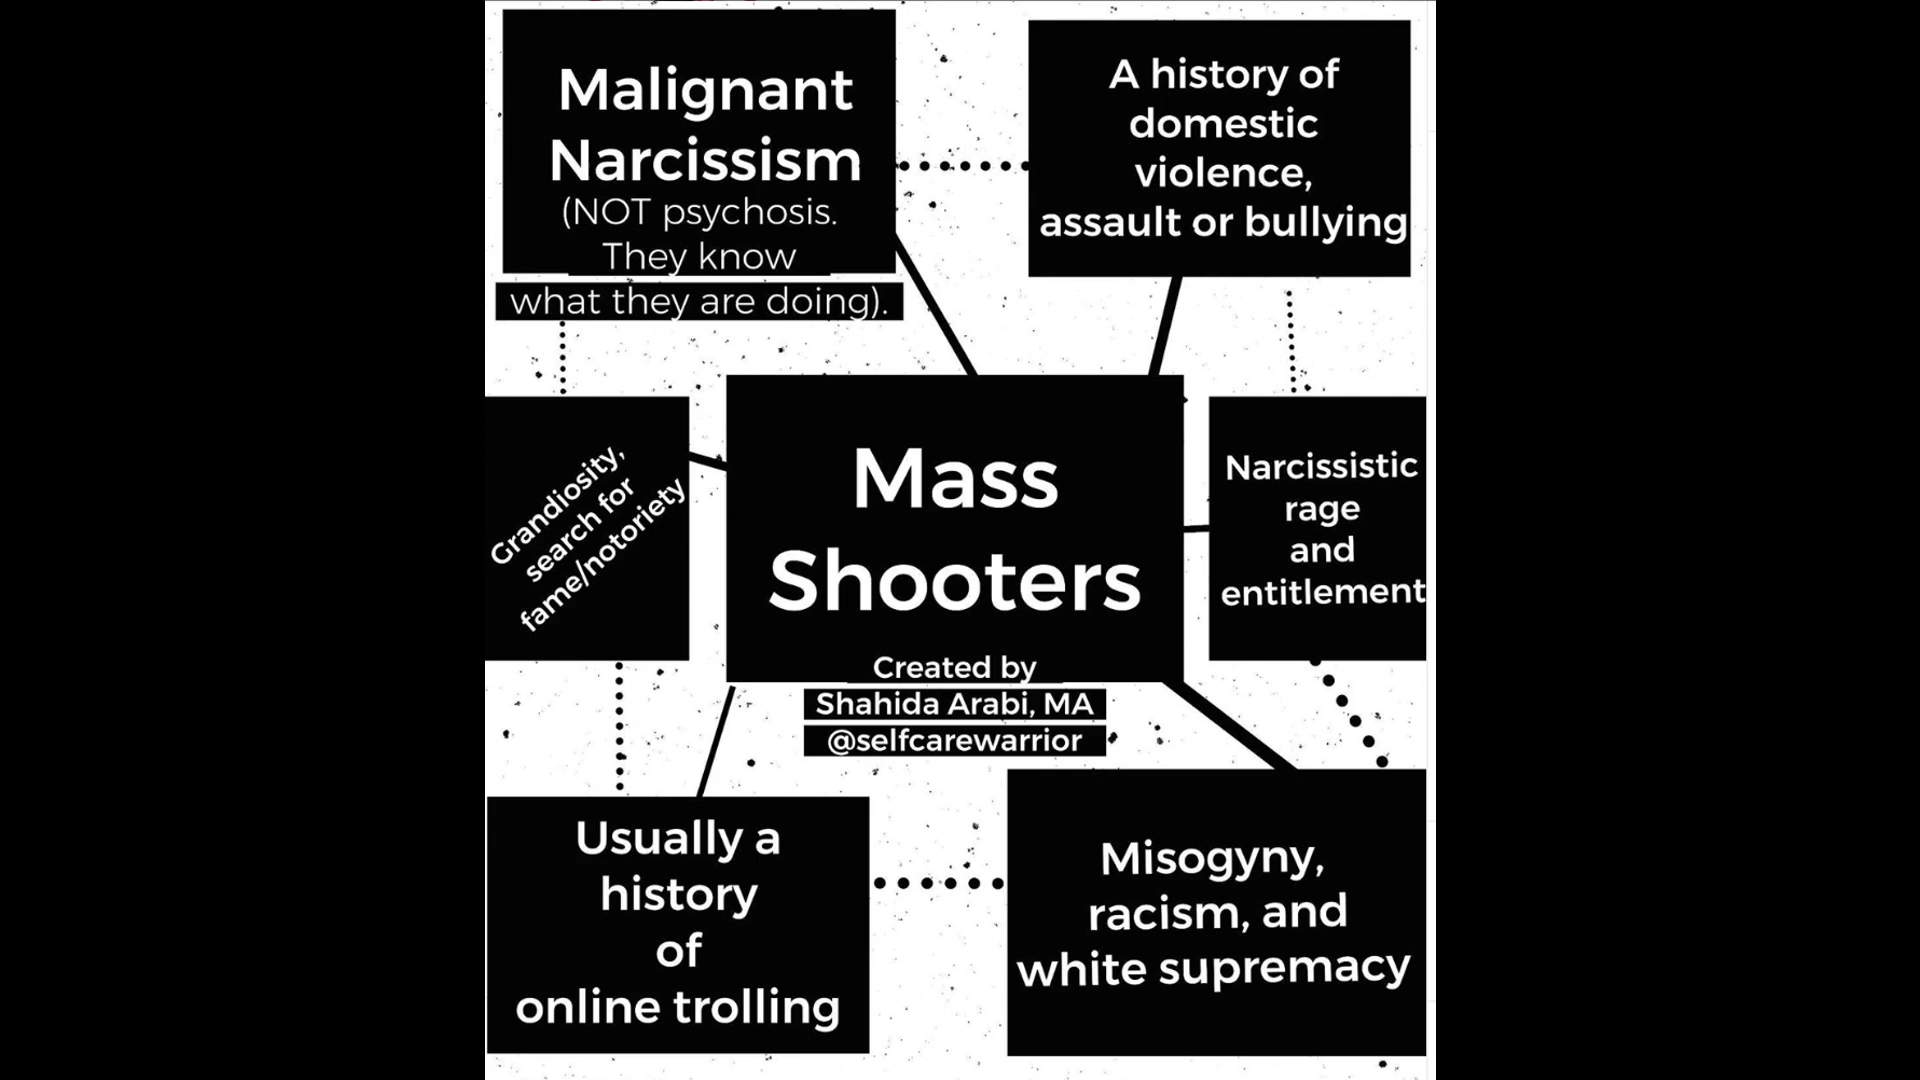 Malignant
Narcissism
(NOT psychosis.
They know
what they are doing).
A history of
domestic
violence,
assault or bullying
Grandiosity,
search for
fame/notoriety
Mass
Shooters
Created by
Shahida Arabi, MA
@selfcarewarrior
Narcissistic
rage
and
entitlement
Usually a
history
of
online trolling
Misogyny,
racism, and
white supremacy